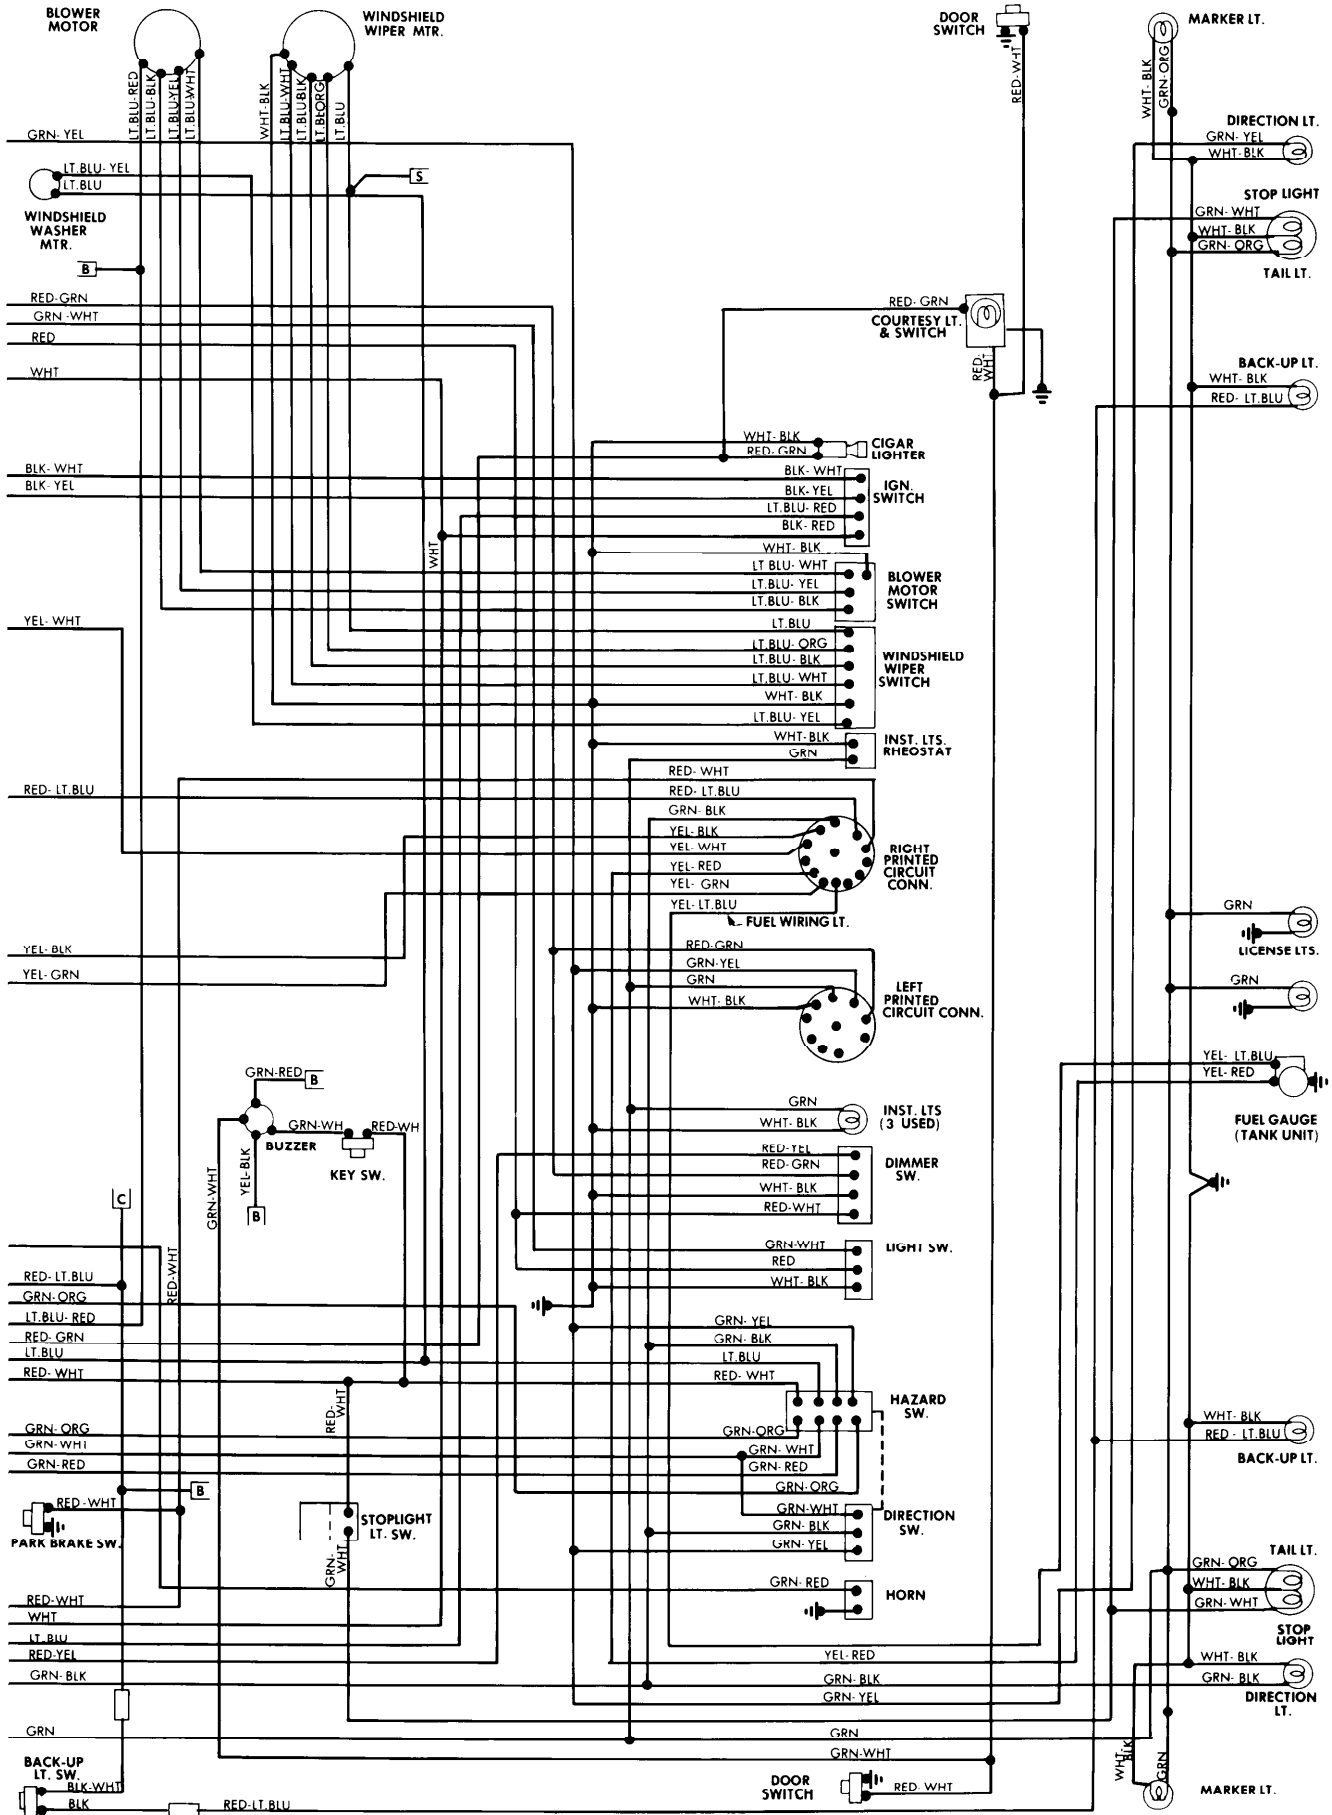 BLOWER
MOTOR
WINDSHIELD
WIPER MTR.
DOOR
SWITCH
MARKER LT.
LT.BLU-RED
LT.BLU-BLK
LT.BLU-YEL
LT.BLU-WHT
WHT-BLK
LT.BLU-WHT
LT.BLU-BLK
LT.BLORG
LT.BLU
RED-WHT
WHT-BLK
GRN-ORG
GRN-YEL
DIRECTION LT.
GRN-YEL
WHT-BLK
LT.BLU-YEL
LT.BLU
S
WINDSHIELD
WASHER
MTR.
STOP LIGHT
GRN-WHT
WHT-BLK
GRN-ORG
TAIL LT.
B
RED-GRN
GRN-WHT
RED
WHT
RED-GRN
COURTESY LT.
& SWITCH
RED-
WHT
BACK-UP LT.
WHT-BLK
RED-LT.BLU
WHT-BLK
RED-GRN
CIGAR
LIGHTER
BLK-WHT
BLK-YEL
BLK-WHT
BLK-YEL
LT.BLU-RED
BLK-RED
IGN.
SWITCH
WHT
WHT-BLK
LT BLU-WHT
LT.BLU-YEL
LT.BLU-BLK
BLOWER
MOTOR
SWITCH
YEL-WHT
LT.BLU
LT.BLU-ORG
LT.BLU-BLK
LT.BLU-WHT
WHT-BLK
LT.BLU-YEL
WINDSHIELD
WIPER
SWITCH
WHT-BLK
GRN
INST. LTS.
RHEOSTAT
RED-LT.BLU
RED-WHT
RED-LT.BLU
GRN-BLK
YEL-BLK
YEL-WHT
YEL-RED
YEL-GRN
YEL-LT.BLU
FUEL WIRING LT.
RIGHT
PRINTED
CIRCUIT
CONN.
GRN
LICENSE LTS.
GRN
YEL-BLK
YEL-GRN
RED-GRN
GRN-YEL
GRN
WHT-BLK
LEFT
PRINTED
CIRCUIT CONN.
YEL-LT.BLU
YEL-RED
FUEL GAUGE
(TANK UNIT)
GRN-RED
B
GRN-WH
RED-WH
BUZZER
KEY SW.
GRN-WHT
YEL-BLK
B
GRN
WHT-BLK
INST. LTS
(3 USED)
RED-YEL
RED-GRN
WHT-BLK
RED-WHT
DIMMER
SW.
C
GRN-WHT
RED
WHT-BLK
LIGHT SW.
RED-WHT
RED-LT.BLU
GRN-ORG
LT.BLU-RED
RED-GRN
LT.BLU
RED-WHT
GRN-YEL
GRN-BLK
LT.BLU
RED-WHT
HAZARD
SW.
RED-
WHT
GRN-ORG
GRN-WHT
GRN-RED
GRN-ORG
GRN-WHT
GRN-RED
GRN-ORG
WHT-BLK
RED-LT.BLU
BACK-UP LT.
B
RED-WHT
PARK BRAKE SW.
STOPLIGHT
LT. SW.
GRN-
WHT
GRN-WHT
GRN-BLK
GRN-YEL
DIRECTION
SW.
TAIL LT.
GRN-ORG
WHT-BLK
GRN-WHT
STOP
LIGHT
GRN-RED
HORN
RED-WHT
WHT
LT.BLU
RED-YEL
GRN-BLK
YEL-RED
GRN-BLK
GRN-YEL
WHT-BLK
GRN-BLK
DIRECTION
LT.
GRN
GRN
GRN-WHT
WHT-
BLK
GRN
BACK-UP
LT. SW.
BLK-WHT
BLK
RED-LT.BLU
DOOR
SWITCH
RED-WHT
MARKER LT.